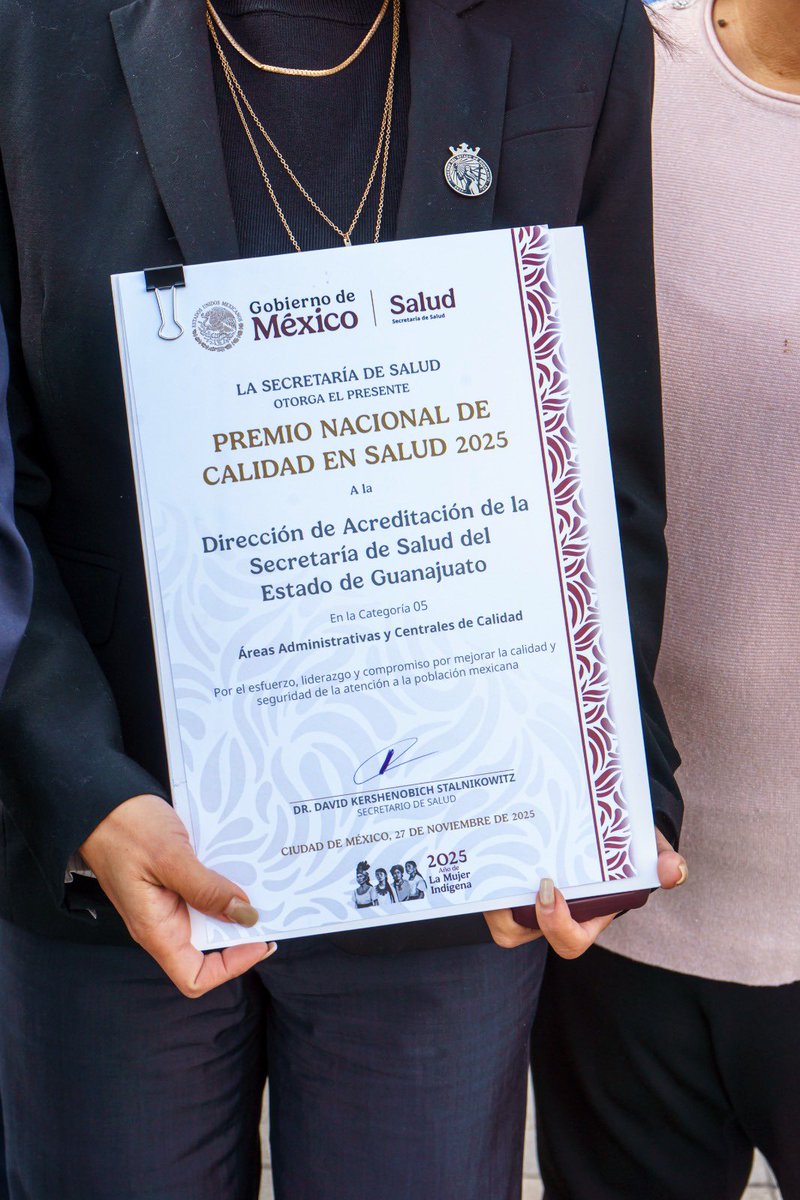 ESTADOS UNIDOS MEXICANOS
Gobierno de
México
Salud
Secretaría de Salud
LA SECRETARÍA DE SALUD
OTORGA EL PRESENTE
PREMIO NACIONAL DE
CALIDAD EN SALUD 2025
A la
Dirección de Acreditación de la
Secretaría de Salud del
Estado de Guanajuato
En la Categoría 05
Áreas Administrativas y Centrales de Calidad
Por el esfuerzo, liderazgo y compromiso por mejorar la calidad y
seguridad de la atención a la población mexicana
DR. DAVID KERSHENOBICH STALNIKOWITZ
SECRETARIO DE SALUD
CIUDAD DE MÉXICO, 27 DE NOVIEMBRE DE 2025
2025
Año de
La Mujer
Indígena